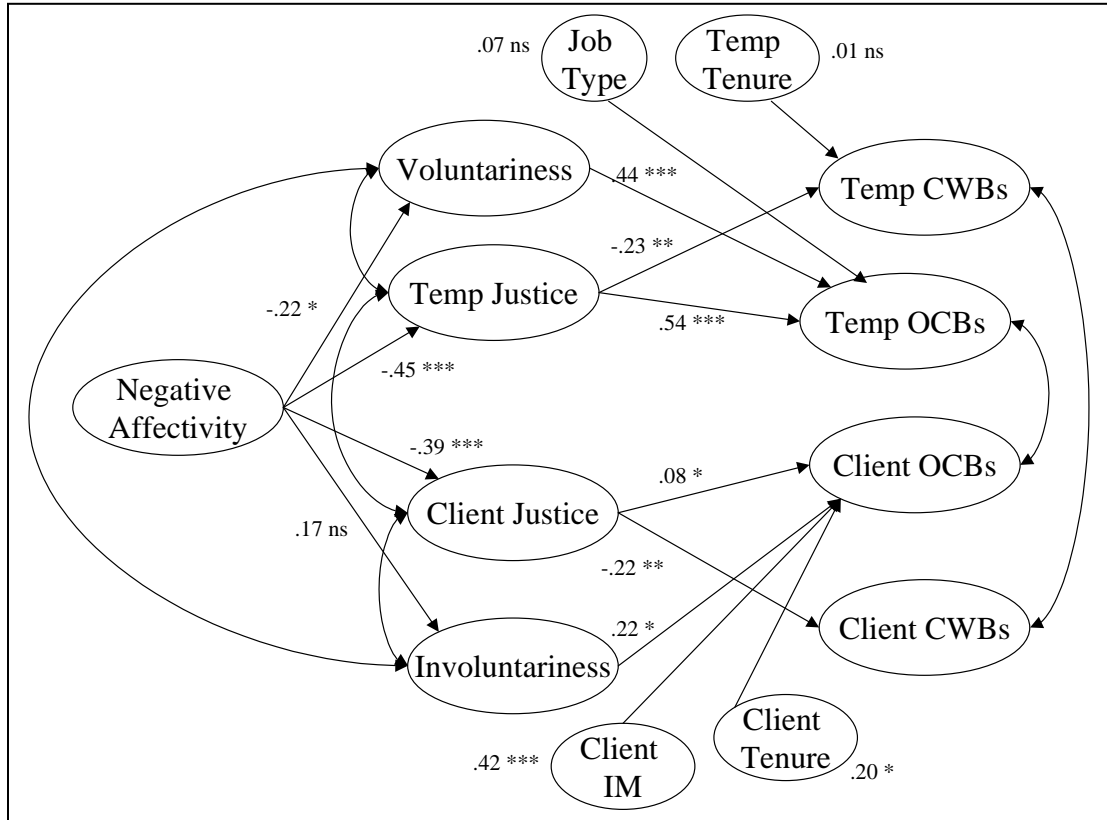 .07 ns
Job
Type
Temp
Tenure
.01 ns
Voluntariness
.44 ***
Temp CWBs
-.23 **
Temp Justice
Temp OCBs
-.22 *
.54 ***
-.45 ***
Negative
Affectivity
-.39 ***
.08 *
Client OCBs
Client Justice
.17 ns
-.22 **
Client CWBs
.22 *
Involuntariness
Client
Tenure
.42 ***
Client
IM
.20 *